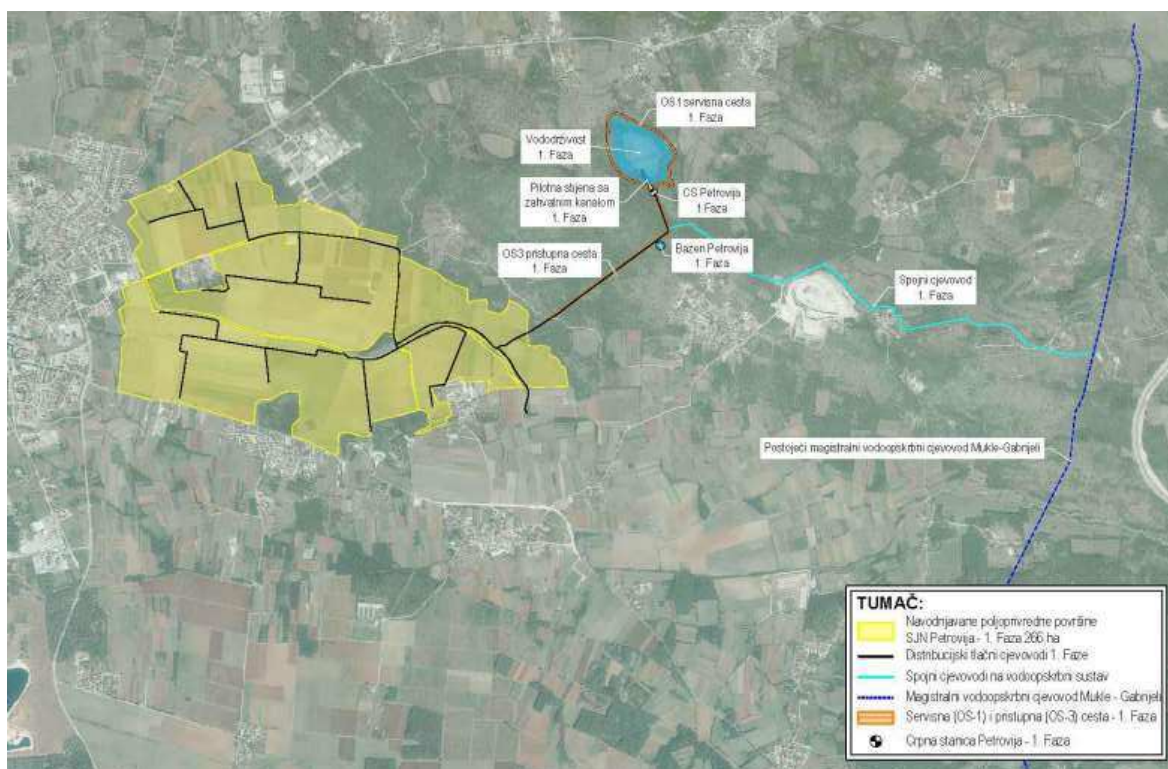 OS1 servisna cesta
1. Faza
Vododrživost
1. Faza
Pilotna stijena sa
zahvatnim kanalom
1. Faza
CS Petrovija
1 Faza
OS3 pristupna cesta
1. Faza
Bazen Petrovija
1. Faza
Spojni cjevovod
1. Faza
Postojeći magistralni vodoopskrbni cjevovod Mukle-Gabrijeli
TUMAČ:
Navodnjavane poljoprivredne površine
SJN Petrovija - 1. Faza 266 ha
Distribucijski tlačni cjevovodi 1. Faze
Spojni cjevovodi na vodoopskrbni sustav
Magistralni vodoopskrbni cjevovod Mukle - Gabrijeli
Servisna (OS-1) i pristupna (OS-3) cesta - 1. Faza
Crpna stanica Petrovija - 1. Faza